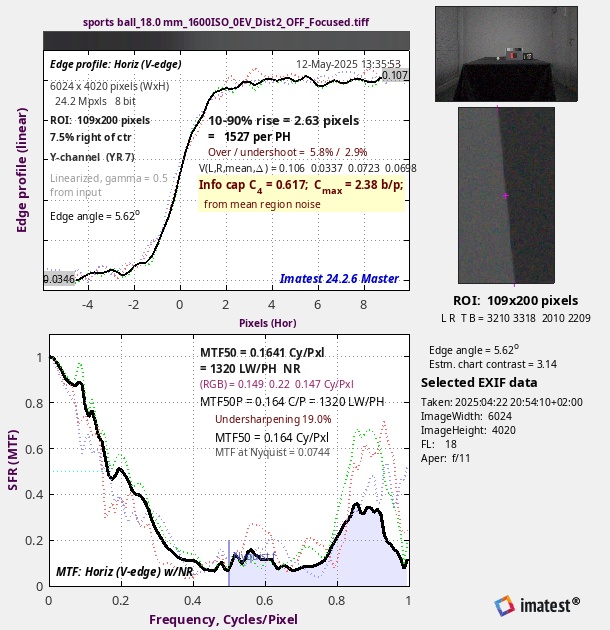 sports ball_18.0 mm_1600ISO_0EV_Dist2_OFF_Focused.tiff
Edge profile: Horiz (V-edge)
12-May-2025 13:35:53
0.107
6024 x 4020 pixels (WxH)
24.2 Mpxls 8 bit
ROI: 109x200 pixels
7.5% right of ctr
Y-channel (YR7)
Linearized, gamma = 0.5
from input
Edge angle = 5.62o
10-90% rise = 2.63 pixels
= 1527 per PH
Over / undershoot = 5.8% / 2.9%
V(L,R,mean,Δ) = 0.106 0.0337 0.0723 0.0698
Info cap C4 = 0.617; Cmax = 2.38 b/p;
from mean region noise
0.0346
Imatest 24.2.6 Master
Edge profile (linear)
-4 -2 0 2 4 6 8
Pixels (Hor)
ROI: 109x200 pixels
L R T B = 3210 3318 2010 2209
Edge angle = 5.62o
Estm. chart contrast = 3.14
Selected EXIF data
Taken: 2025:04:22 20:54:10+02:00
ImageWidth: 6024
ImageHeight: 4020
FL: 18
Aper: f/11
MTF50 = 0.1641 Cy/Pxl
= 1320 LW/PH NR
(RGB) = 0.149 0.22 0.147 Cy/Pxl
MTF50P = 0.164 C/P = 1320 LW/PH
Undersharpening 19.0%
MTF50 = 0.164 Cy/Pxl
MTF at Nyquist = 0.0744
SFR (MTF)
1
0.8
0.6
0.4
0.2
0
MTF: Horiz (V-edge) w/NR
0 0.2 0.4 0.6 0.8 1
Frequency, Cycles/Pixel
imatest®